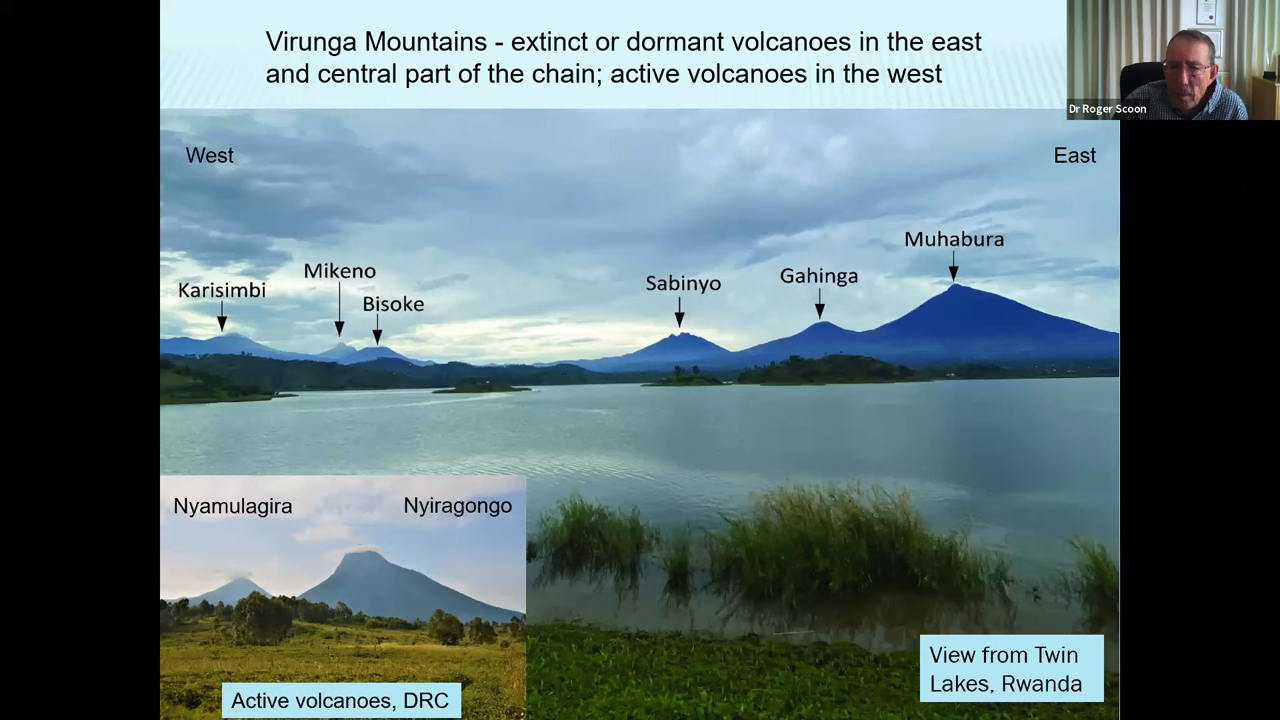 Virunga Mountains - extinct or dormant volcanoes in the east
and central part of the chain; active volcanoes in the west
Dr Roger Scoon
West
East
Muhabura
Mikeno
Gahinga
Karisimbi
Sabinyo
Bisoke
Nyamulagira
Nyiragongo
View from Twin
Lakes, Rwanda
Active volcanoes, DRC